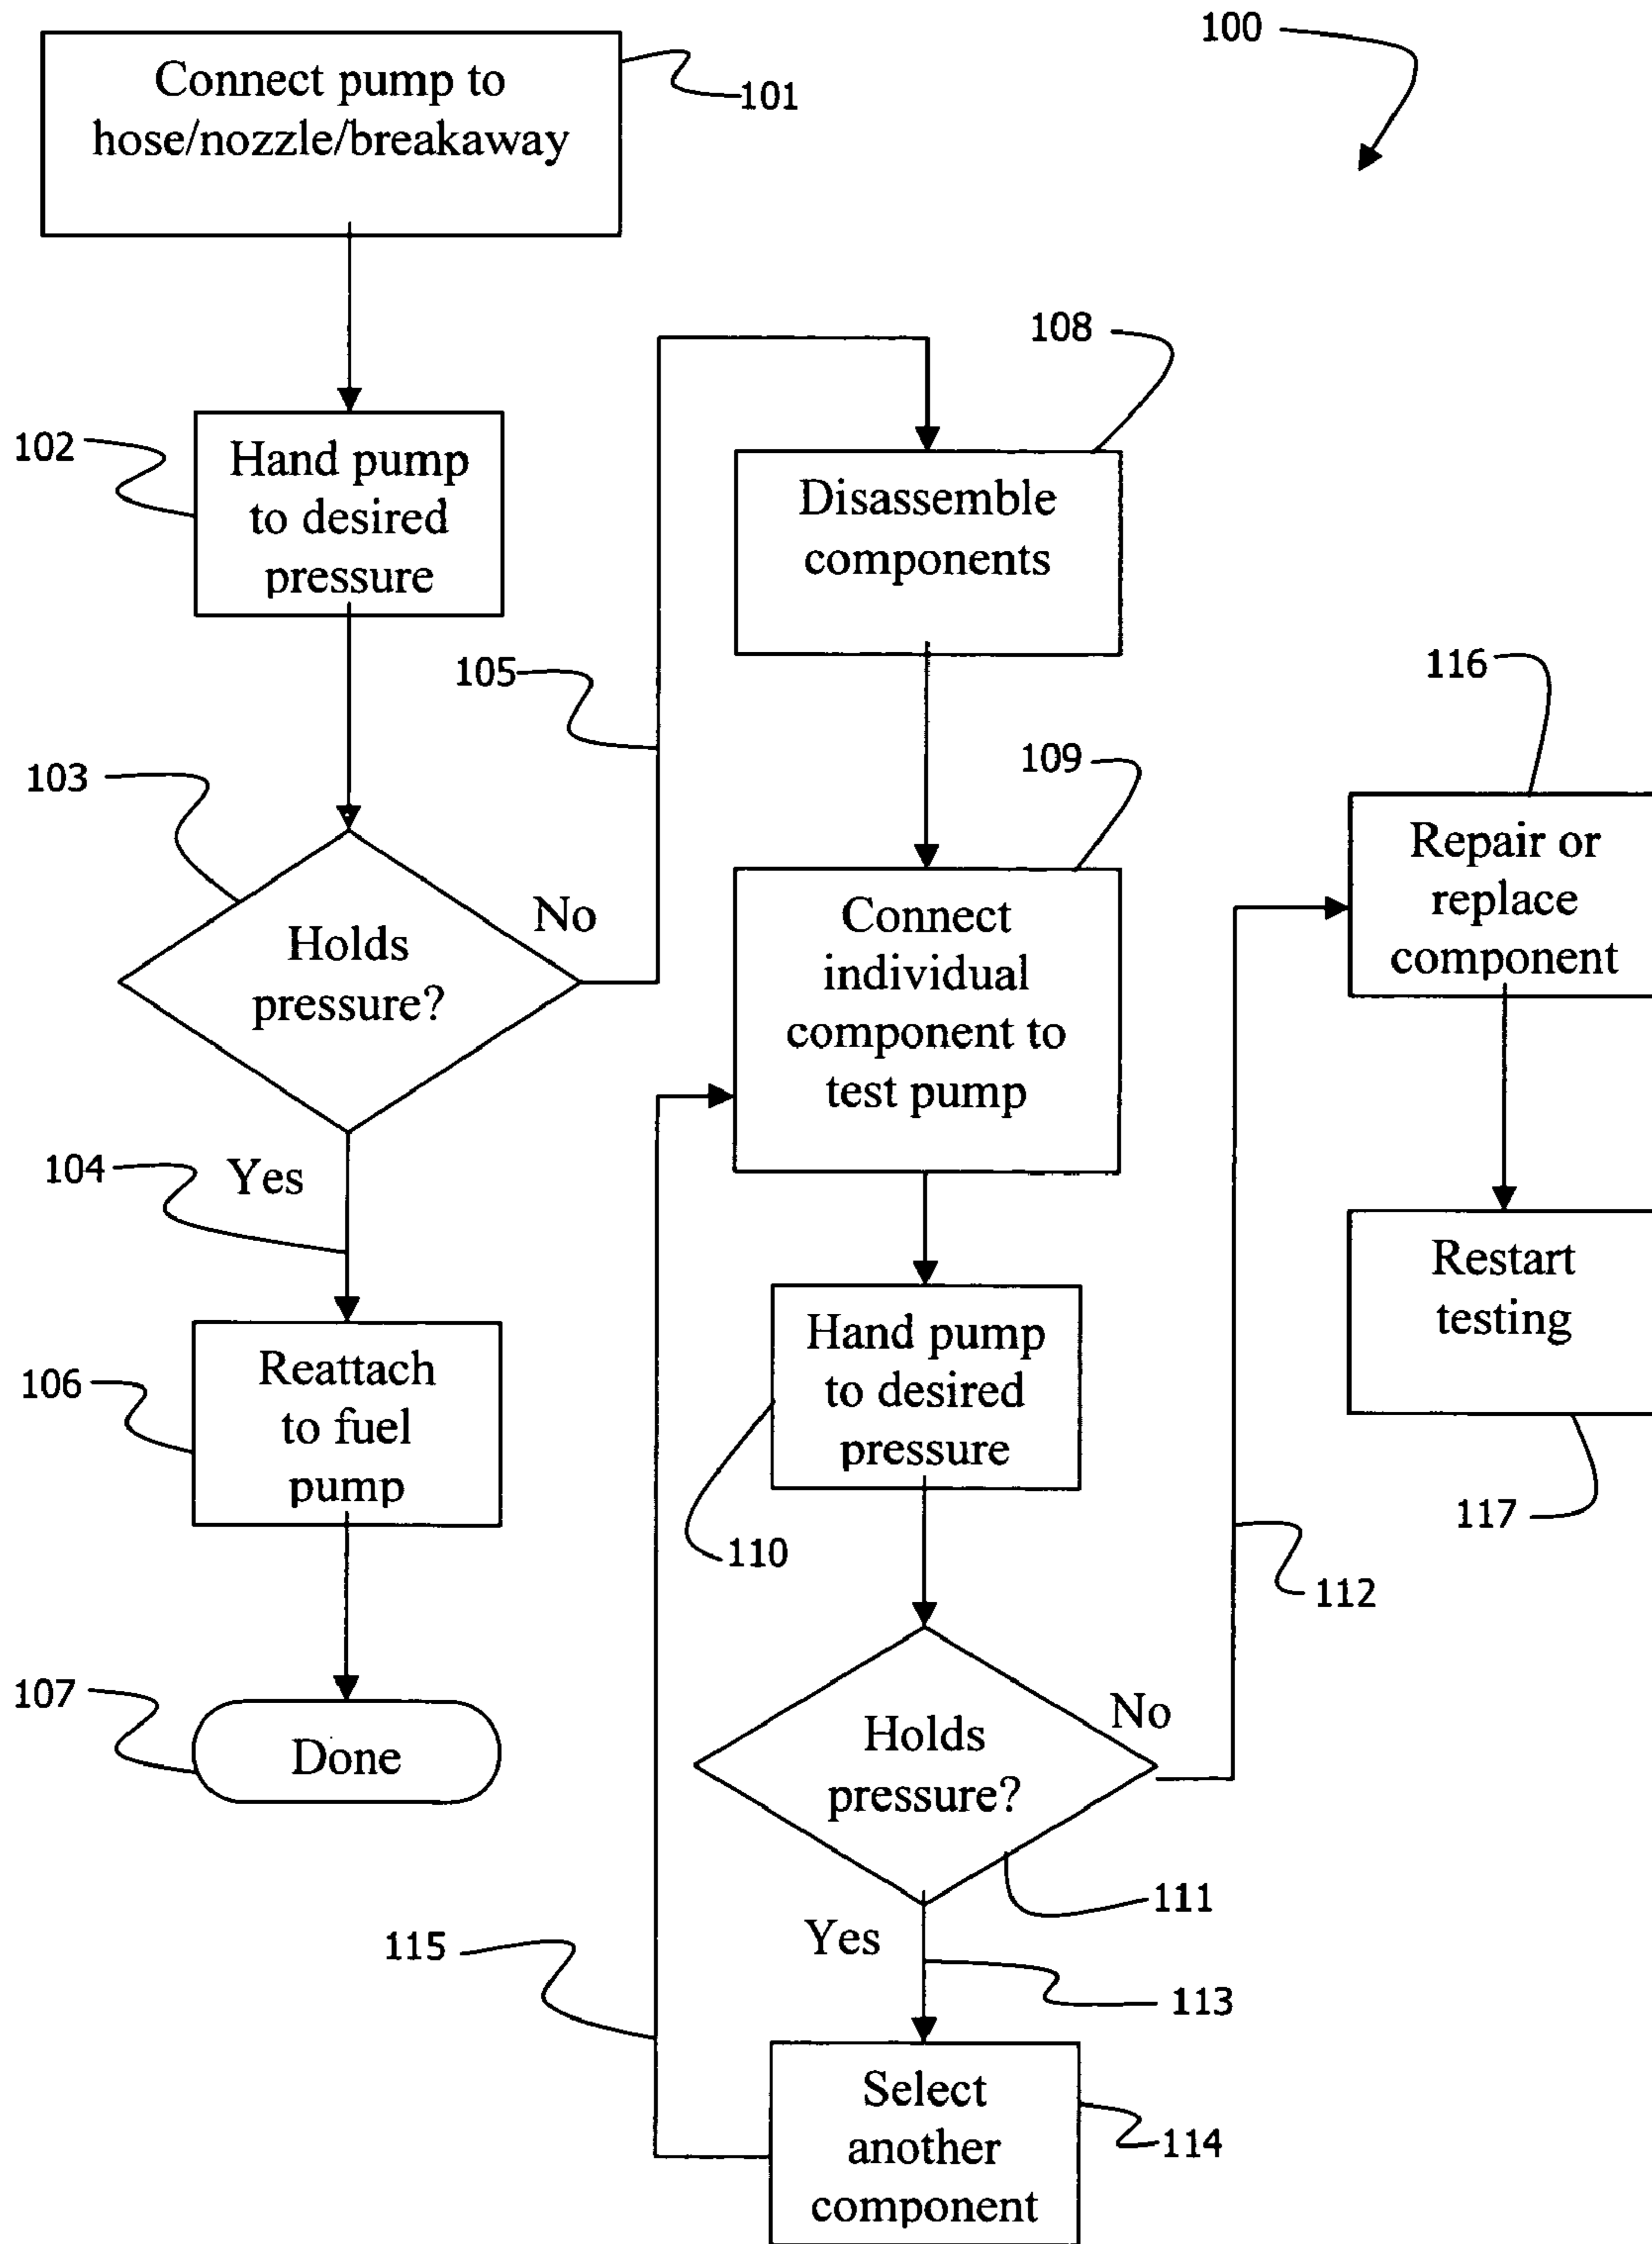 100
Connect pump to
hose/nozzle/breakaway
101
102
Hand pump
to desired
pressure
103
Holds
pressure?
No
105
104
Yes
106
Reattach
to fuel
pump
107
Done
108
Disassemble
components
109
Connect
individual
component to
test pump
110
Hand pump
to desired
pressure
Holds
pressure?
No
111
112
Yes
113
115
Select
another
component
114
116
Repair or
replace
component
Restart
testing
117